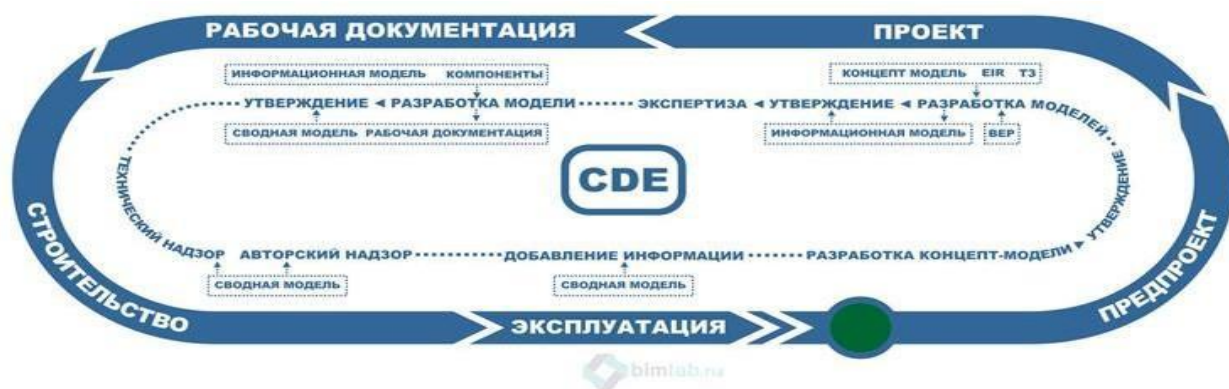 РАБОЧАЯ ДОКУМЕНТАЦИЯ
ПРОЕКТ
ИНФОРМАЦИОННАЯ МОДЕЛЬ КОМПОНЕНТЫ
КОНЦЕПТ МОДЕЛЬ EIR ТЗ
УТВЕРЖДЕНИЕ РАЗРАБОТКА МОДЕЛИ
ЭКСПЕРТИЗА УТВЕРЖДЕНИЕ РАЗРАБОТКА МОДЕЛЕЙ
СВОДНАЯ МОДЕЛЬ РАБОЧАЯ ДОКУМЕНТАЦИЯ
ИНФОРМАЦИОННАЯ МОДЕЛЬ
BEP
ТЕХНИЧЕСКИЙ НАДЗОР
CDE
УТВЕРЖДЕНИЕ
СТРОИТЕЛЬСТВО
ПРЕДПРОЕКТ
АВТОРСКИЙ НАДЗОР
ДОБАВЛЕНИЕ ИНФОРМАЦИИ
РАЗРАБОТКА КОНЦЕПТ-МОДЕЛИ
СВОДНАЯ МОДЕЛЬ
СВОДНАЯ МОДЕЛЬ
ЭКСПЛУАТАЦИЯ
bimlab.ru